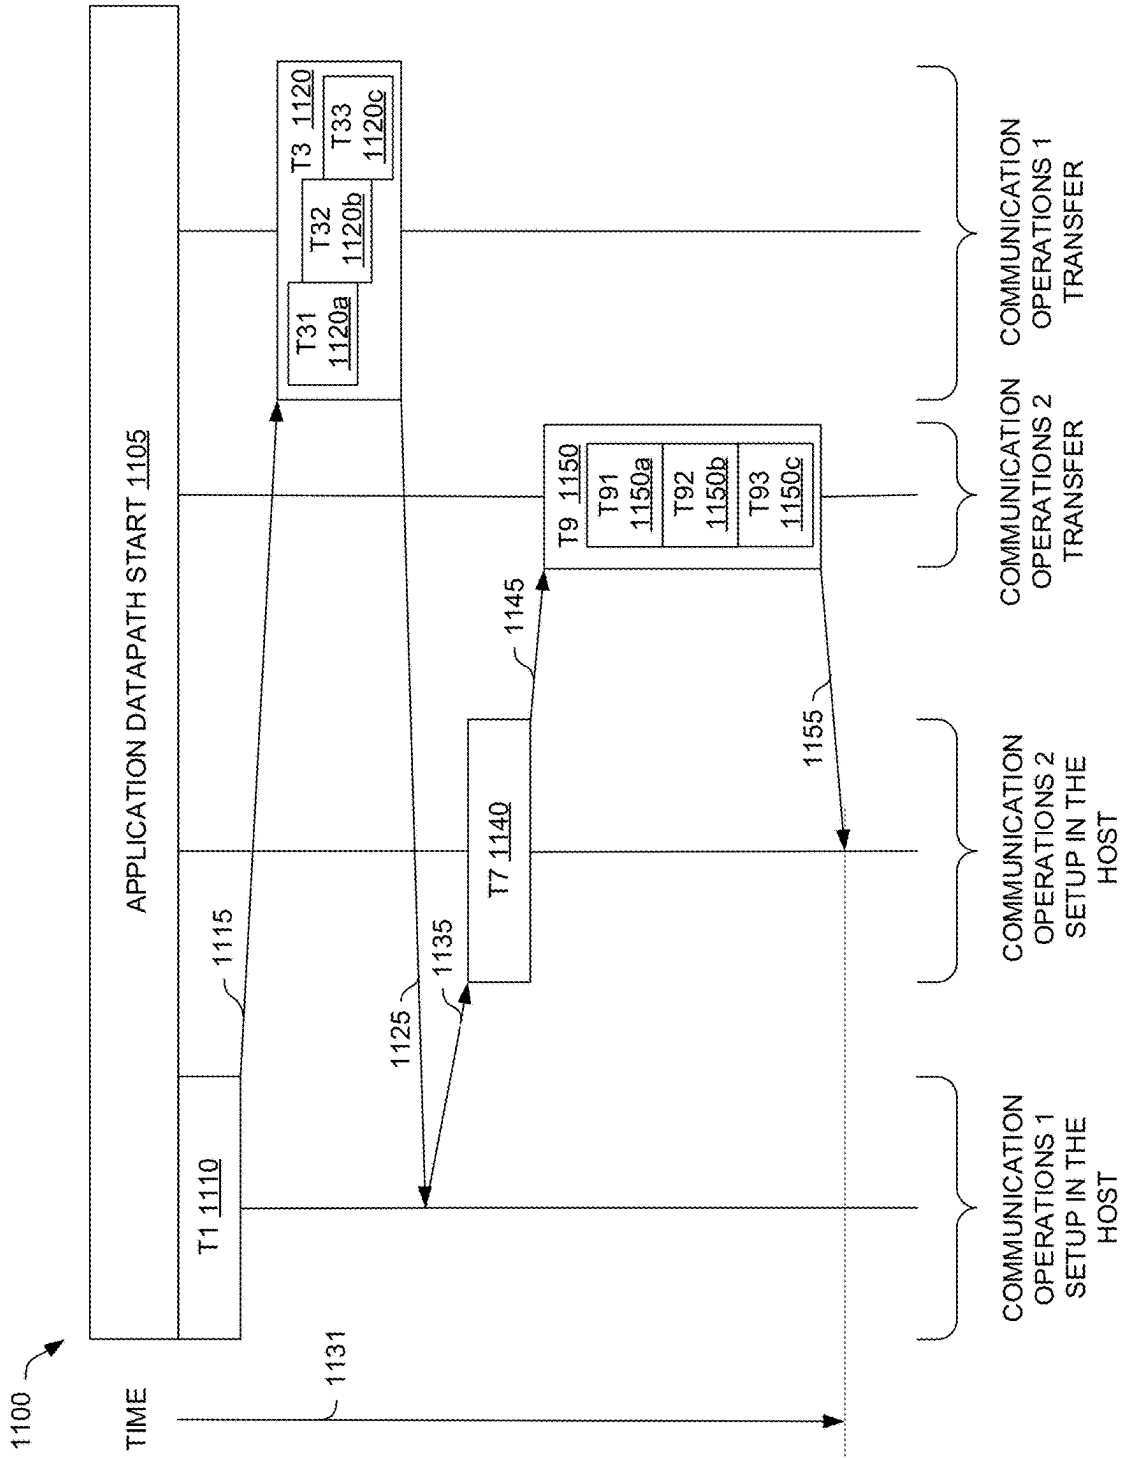 1100
TIME
1131
APPLICATION DATAPATH START 1105
T1 1110
1115
T3 1120
T31
1120a
T32
1120b
T33
1120c
1125
1135
T7 1140
1145
T9 1150
T91
1150a
T92
1150b
T93
1150c
1155
COMMUNICATION
OPERATIONS 1
SETUP IN THE
HOST
COMMUNICATION
OPERATIONS 2
SETUP IN THE
HOST
COMMUNICATION
OPERATIONS 2
TRANSFER
COMMUNICATION
OPERATIONS 1
TRANSFER